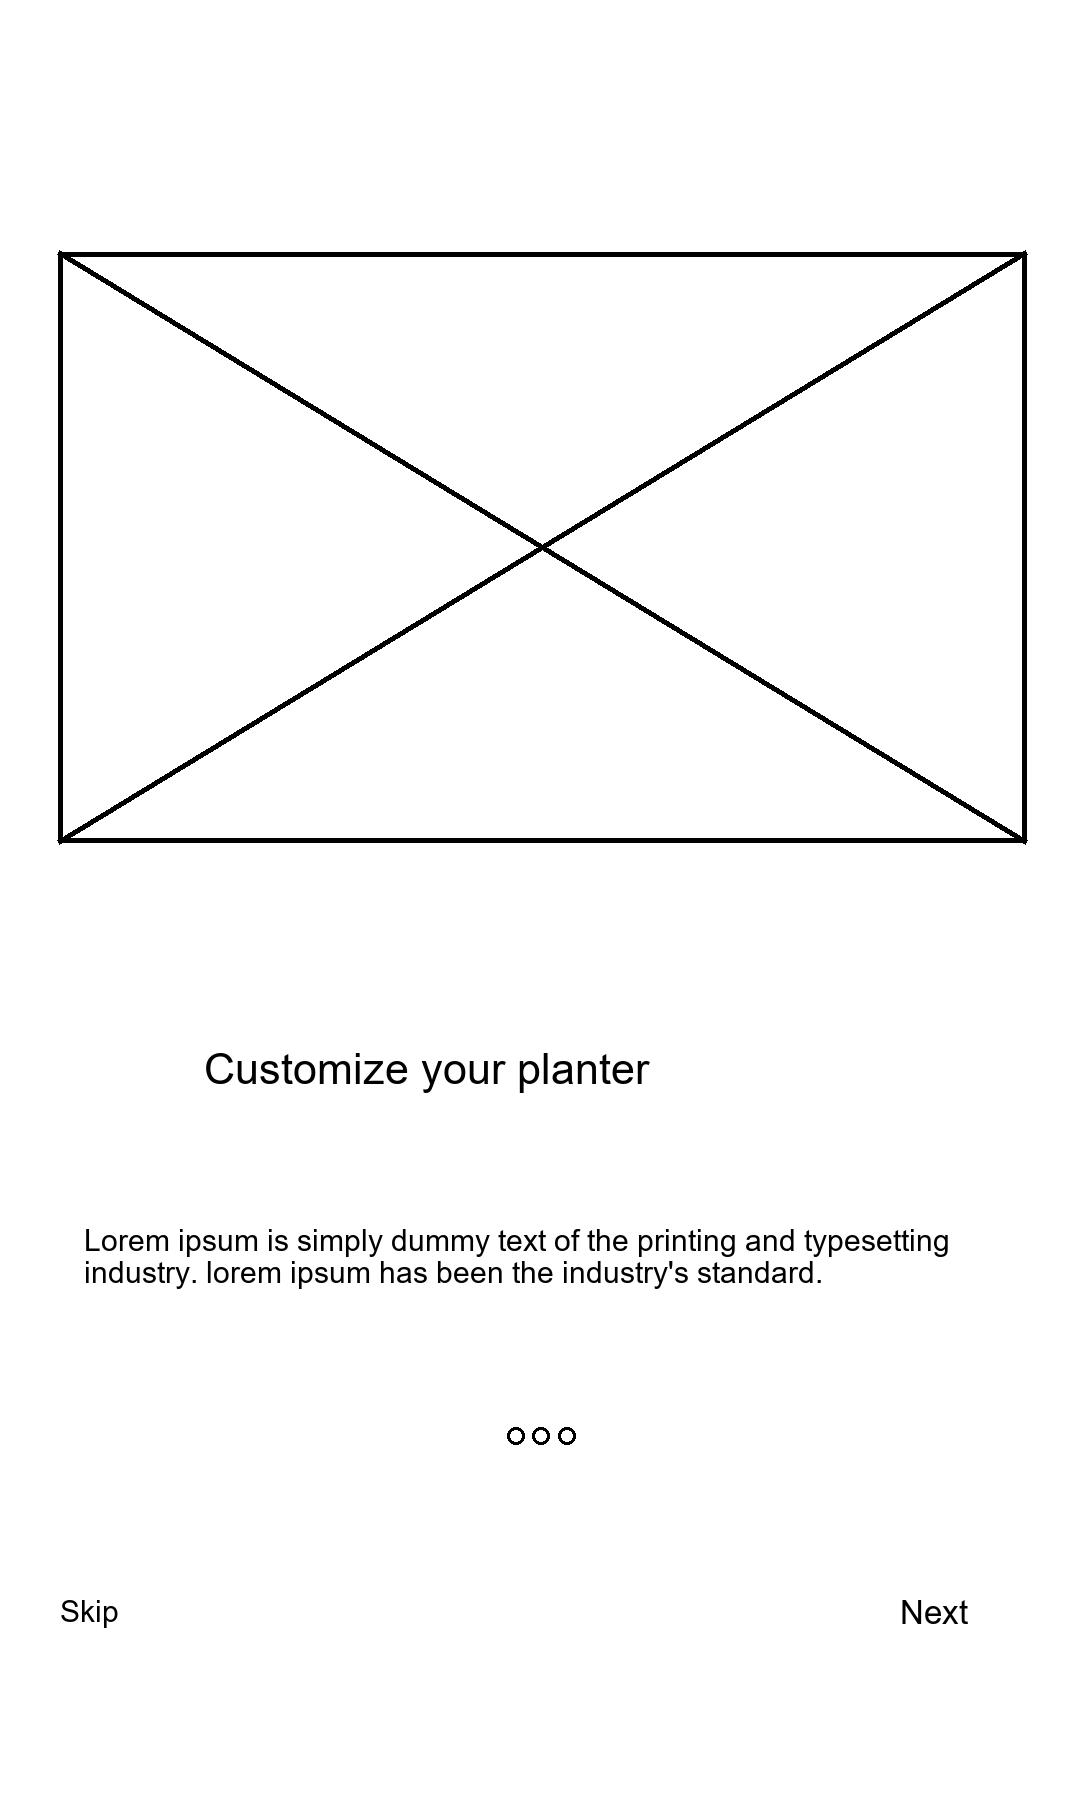 Customize your planter
Lorem ipsum is simply dummy text of the printing and typesetting
industry. lorem ipsum has been the industry's standard.
Skip
Next